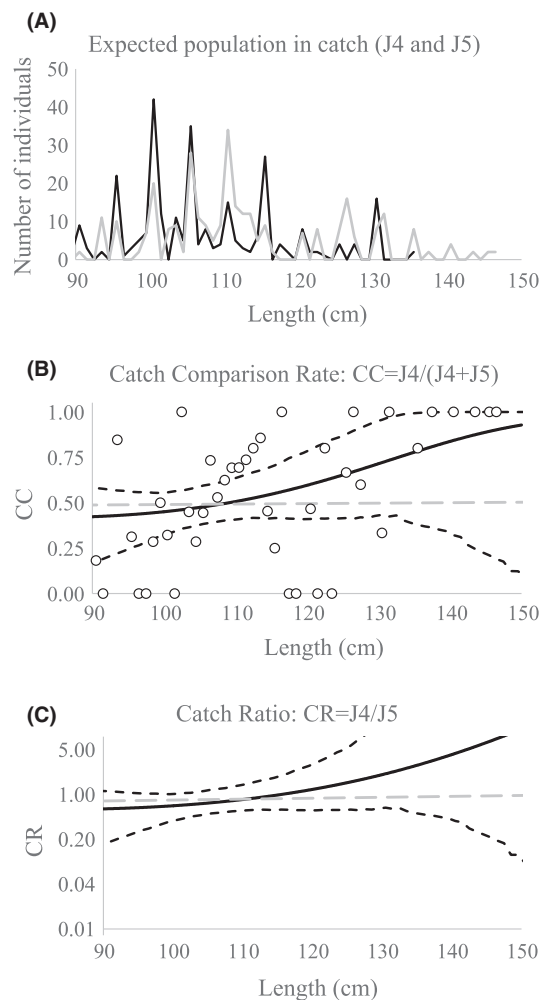 (A)
Expected population in catch (J4 and J5)
Number of individuals
50
40
30
20
10
0
90 100 110 120 130 140 150
Length (cm)
(B)
Catch Comparison Rate: CC=J4/(J4+J5)
CC
1.00
0.75
0.50
0.25
0.00
90 100 110 120 130 140 150
Length (cm)
(C)
Catch Ratio: CR=J4/J5
CR
5.00
1.00
0.20
0.04
0.01
90 100 110 120 130 140 150
Length (cm)